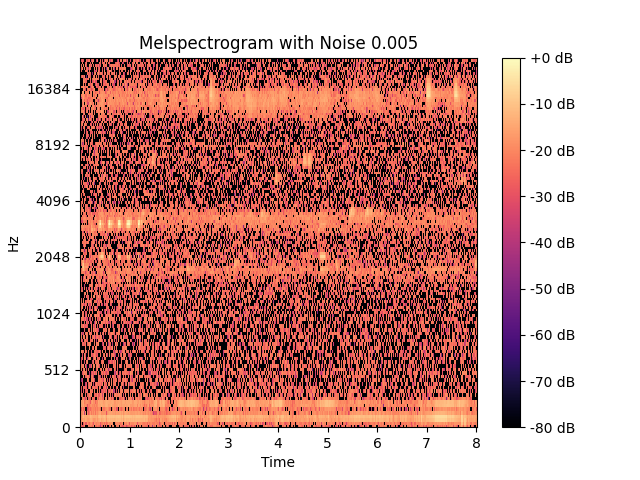 Melspectrogram with Noise 0.005
Hz
16384
8192
4096
2048
1024
512
0
0 1 2 3 4 5 6 7 8
Time
+0 dB
-10 dB
-20 dB
-30 dB
-40 dB
-50 dB
-60 dB
-70 dB
-80 dB